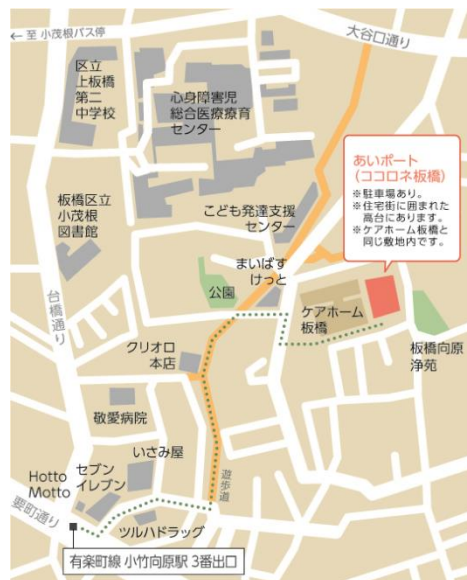 ← 至 小茂根バス停
大谷口通り
区立
上板橋
第二
中学校
心身障害児
総合医療療育
センター
あいポート
(ココロネ板橋)
※駐車場あり。
※住宅街に囲まれた
高台にあります。
※ケアホーム板橋と
同じ敷地内です。
板橋区立
小茂根
図書館
こども発達支援
センター
まいばす
けっと
公園
台橋通り
ケアホーム
板橋
板橋向原
浄苑
クリオロ
本店
敬愛病院
いさみ屋
遊歩道
Hotto
Motto
セブン
イレブン
要町通り
ツルハドラッグ
有楽町線 小竹向原駅 3番出口